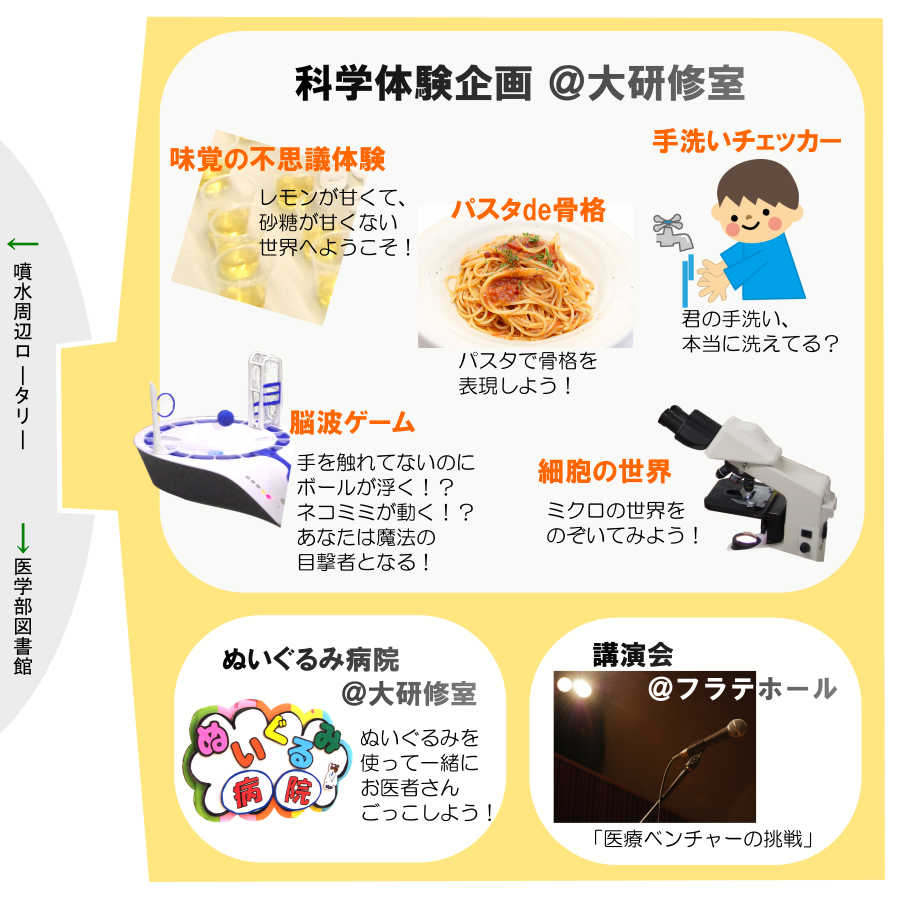 科学体験企画 @大研修室
味覚の不思議体験
レモンが甘くて、
砂糖が甘くない
世界へようこそ！
パスタde骨格
パスタで骨格を
表現しよう！
手洗いチェッカー
君の手洗い、
本当に洗えてる？
脳波ゲーム
手を触れてないのに
ボールが浮く！？
ネコミミが動く！？
あなたは魔法の
目撃者となる！
細胞の世界
ミクロの世界を
のぞいてみよう！
←噴水周辺ロータリー
↓医学部図書館
ぬいぐるみ病院
@大研修室
ぬいぐるみ
病院
ぬいぐるみを
使って一緒に
お医者さん
ごっこしよう！
講演会
@フラテホール
「医療ベンチャーの挑戦」